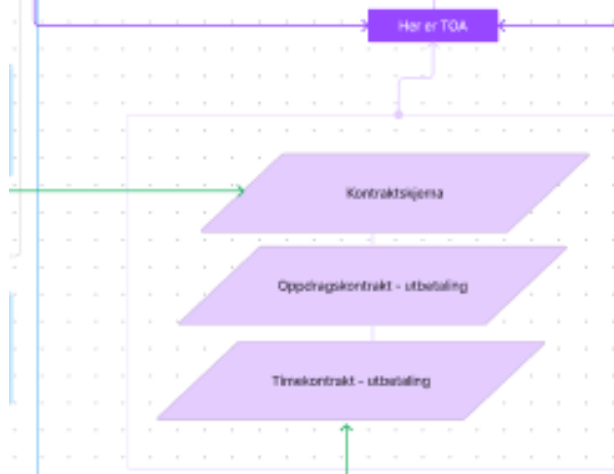 Her er TOA
Kontraktskjema
Oppdragskontrakt - utbetaling
Timekontrakt - utbetaling